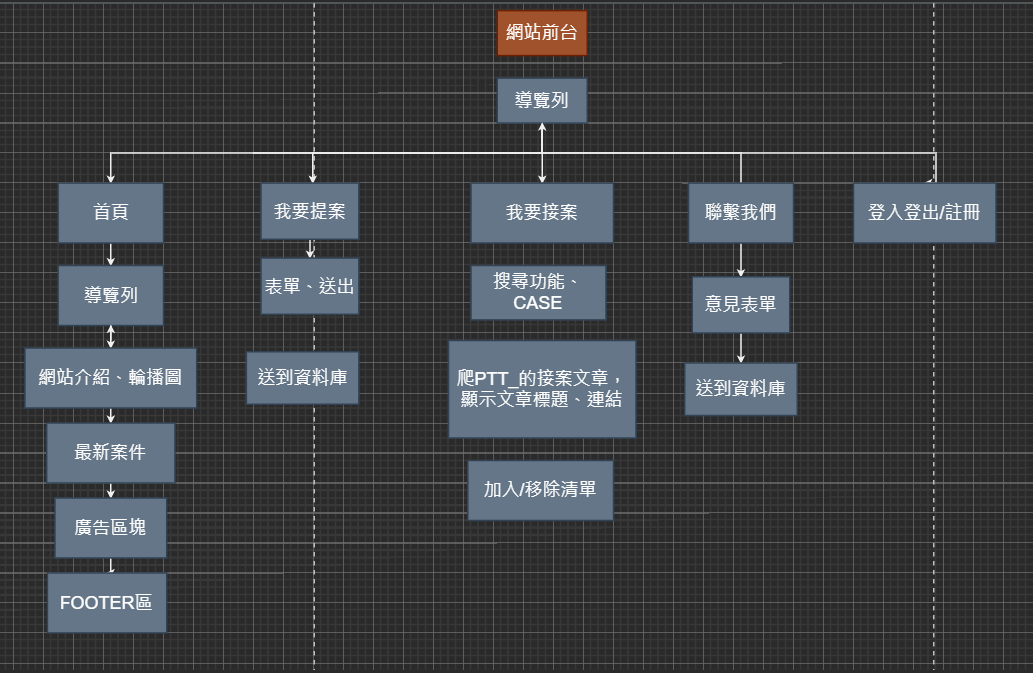 網站前台
導覽列
首頁
我要提案
我要接案
聯繫我們
登入登出/註冊
導覽列
表單、送出
搜尋功能、
CASE
意見表單
網站介紹、輪播圖
送到資料庫
爬PTT_的接案文章，
顯示文章標題、連結
送到資料庫
最新案件
加入/移除清單
廣告區塊
FOOTER區